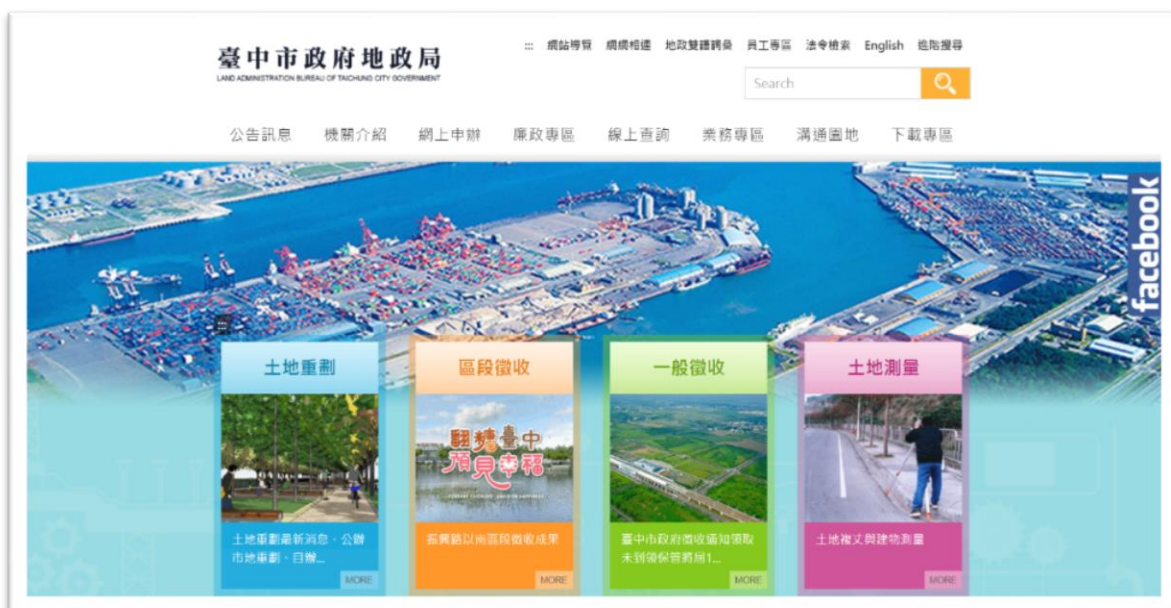 臺中市政府地政局
LAND ADMINISTRATION BUREAU OF TAICHUNG CITY GOVERNMENT
::: 網站導覽 網網相連 地政雙語詞彙 員工專區 法令檢索 English 進階搜尋
Search
公告訊息 機關介紹 網上申辦 廉政專區 線上查詢 業務專區 溝通園地 下載專區
facebook
土地重劃
土地重劃最新消息、公辦
市地重劃、自辦...
MORE
區段徵收
翻轉臺中
預見幸福
振興路以南區段徵收成果
MORE
一般徵收
臺中市政府徵收通知領取
未到領保管將屆1...
MORE
土地測量
土地複丈與建物測量
MORE